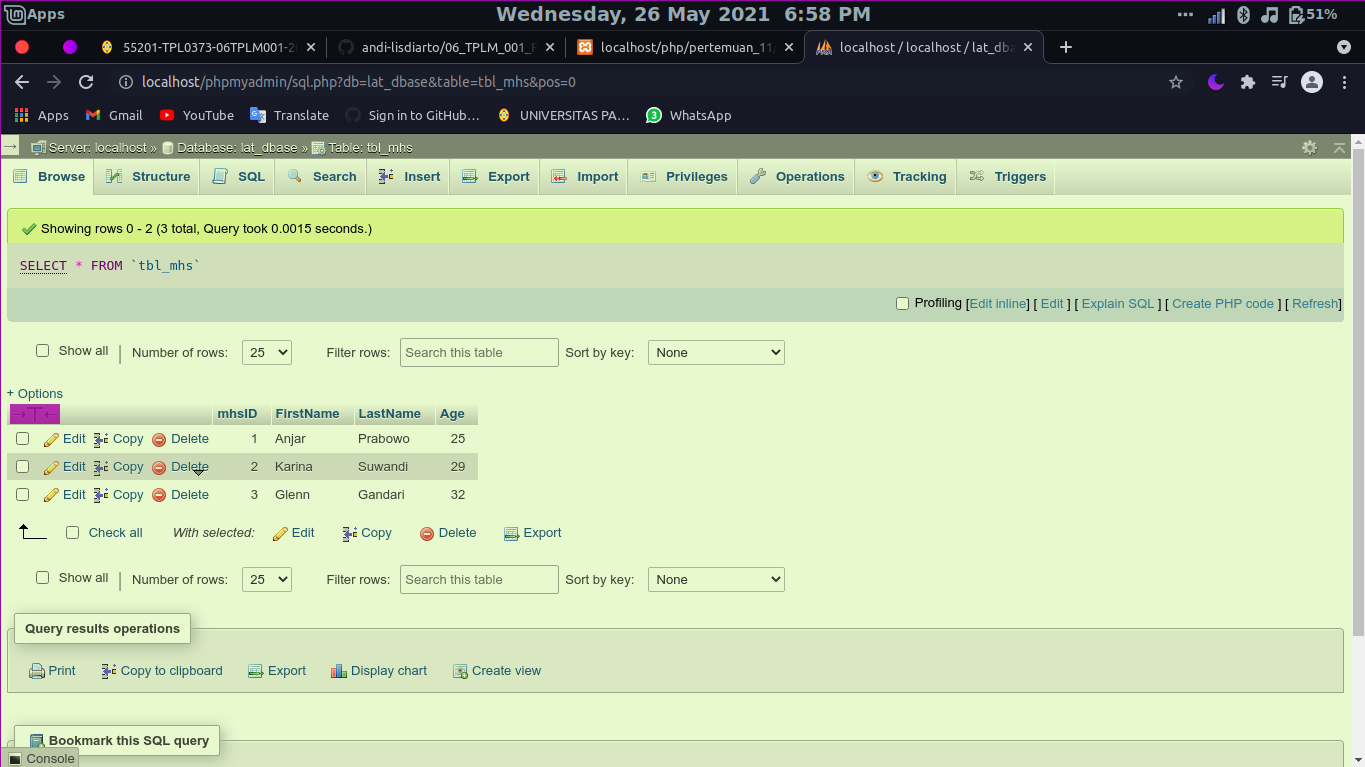 Apps Wednesday, 26 May 2021 6:58 PM 51%
55201-TPL0373-06TPLM001-2 andi-lisdiarto/06_TPLM_001_ localhost/php/pertemuan_11/ localhost / localhost / lat_dba
localhost/phpmyadmin/sql.php?db=lat_dbase&table=tbl_mhs&pos=0
Apps Gmail YouTube Translate Sign in to GitHub... UNIVERSITAS PA... 3 WhatsApp
Server: localhost » Database: lat_dbase » Table: tbl_mhs
Browse Structure SQL Search Insert Export Import Privileges Operations Tracking Triggers
Showing rows 0 - 2 (3 total, Query took 0.0015 seconds.)
SELECT * FROM `tbl_mhs`
Profiling [Edit inline] [ Edit ] [ Explain SQL ] [ Create PHP code ] [ Refresh]
Show all | Number of rows: 25 Filter rows: Search this table Sort by key: None
+ Options
←T→ mhsID FirstName LastName Age
Edit Copy Delete 1 Anjar Prabowo 25
Edit Copy Delete 2 Karina Suwandi 29
Edit Copy Delete 3 Glenn Gandari 32
Check all With selected: Edit Copy Delete Export
Show all | Number of rows: 25 Filter rows: Search this table Sort by key: None
Query results operations
Print Copy to clipboard Export Display chart Create view
Bookmark this SQL query
Console